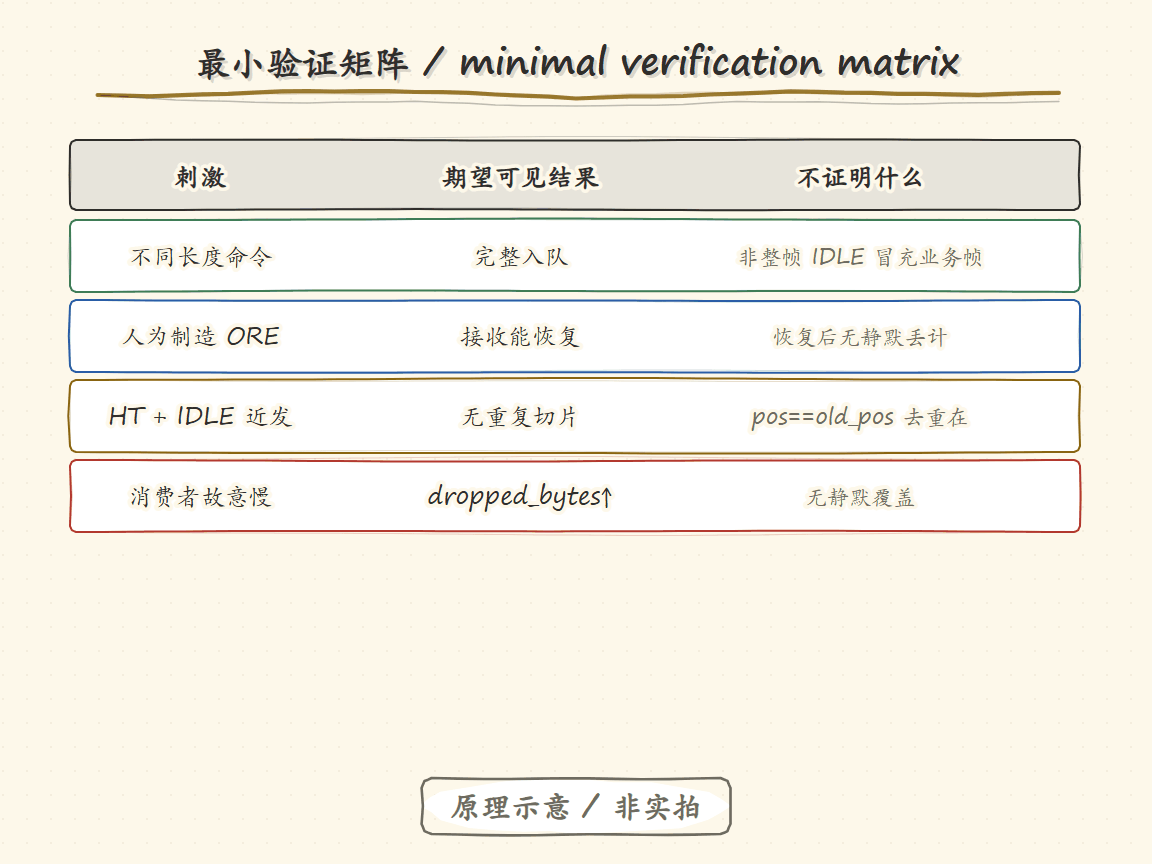 最小验证矩阵 / minimal verification matrix
刺激 期望可见结果 不证明什么
不同长度命令 完整入队 非整帧 IDLE 冒充业务帧
人为制造 ORE 接收能恢复 恢复后无静默丢计
HT + IDLE 近发 无重复切片 pos==old_pos 去重在
消费者故意慢 dropped_bytes↑ 无静默覆盖
原理示意 / 非实拍